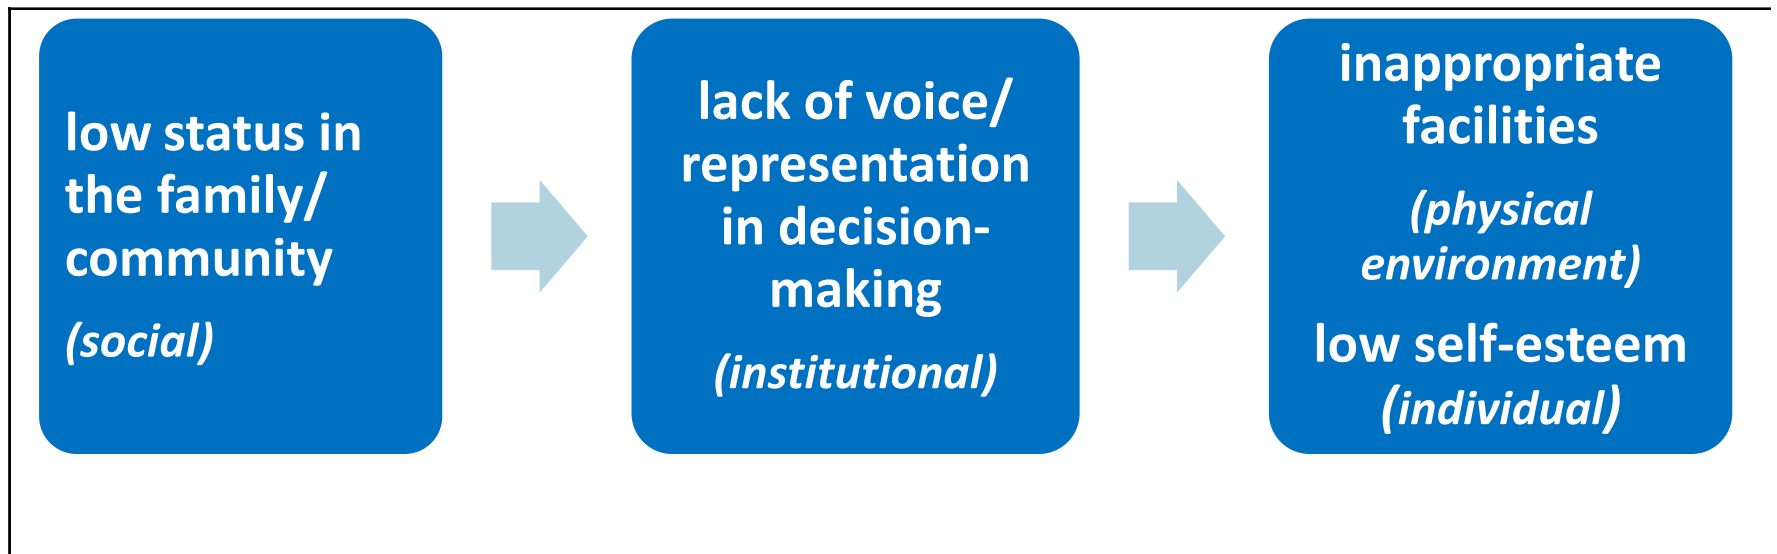 low status in
the family/
community
(social)
lack of voice/
representation
in decision-
making
(institutional)
inappropriate
facilities
(physical
environment)
low self-esteem
(individual)